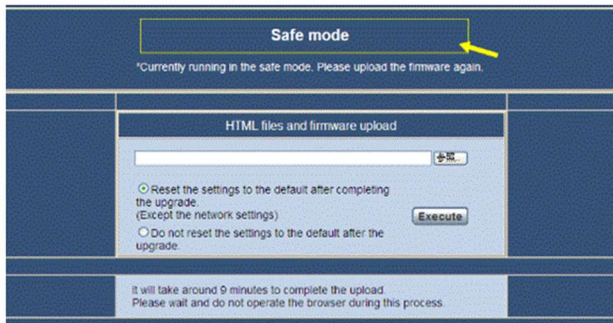 Safe mode
*Currently running in the safe mode. Please upload the firmware again.
HTML files and firmware upload
参照...
Reset the settings to the default after completing
the upgrade.
(Except the network settings)
Execute
Do not reset the settings to the default after the
upgrade.
It will take around 9 minutes to complete the upload.
Please wait and do not operate the browser during this process.